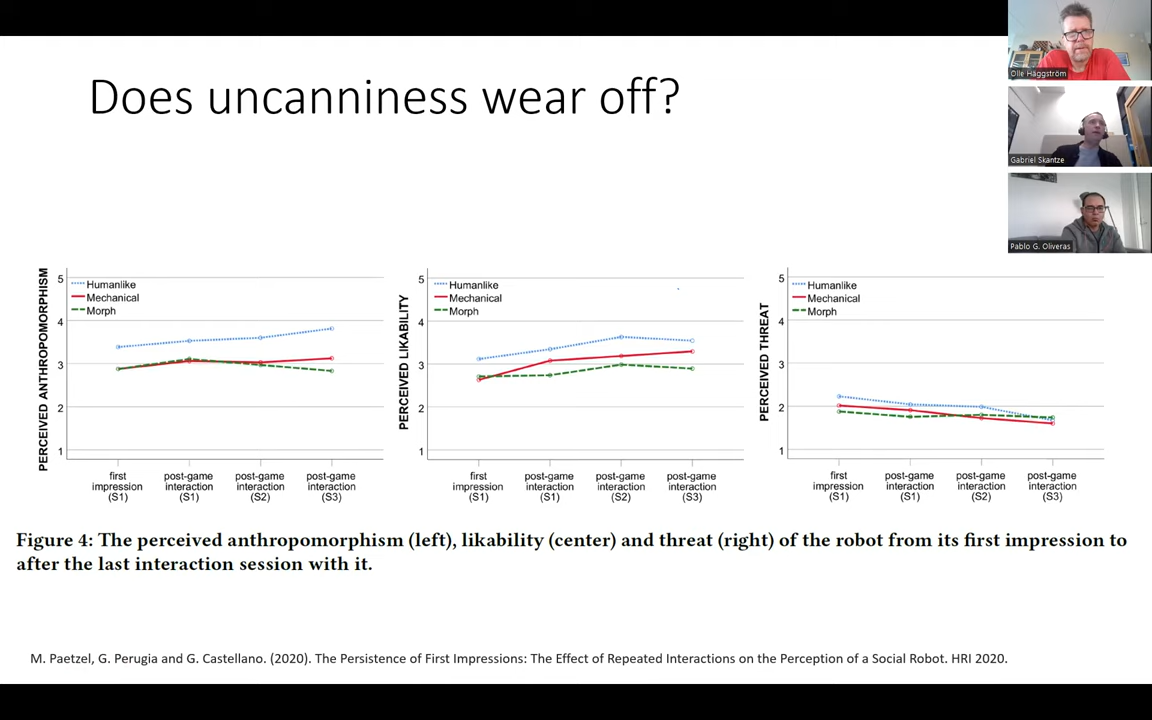 Does uncanniness wear off?
Olle Häggström
Gabriel Skantze
Pablo G. Oliveras
PERCEIVED ANTHROPOMORPHISM
5
4
3
2
1
Humanlike
Mechanical
Morph
first impression (S1)
post-game interaction (S1)
post-game interaction (S2)
post-game interaction (S3)
PERCEIVED LIKABILITY
5
4
3
2
1
Humanlike
Mechanical
Morph
first impression (S1)
post-game interaction (S1)
post-game interaction (S2)
post-game interaction (S3)
PERCEIVED THREAT
5
4
3
2
1
Humanlike
Mechanical
Morph
first impression (S1)
post-game interaction (S1)
post-game interaction (S2)
post-game interaction (S3)
Figure 4: The perceived anthropomorphism (left), likability (center) and threat (right) of the robot from its first impression to
after the last interaction session with it.
M. Paetzel, G. Perugia and G. Castellano. (2020). The Persistence of First Impressions: The Effect of Repeated Interactions on the Perception of a Social Robot. HRI 2020.